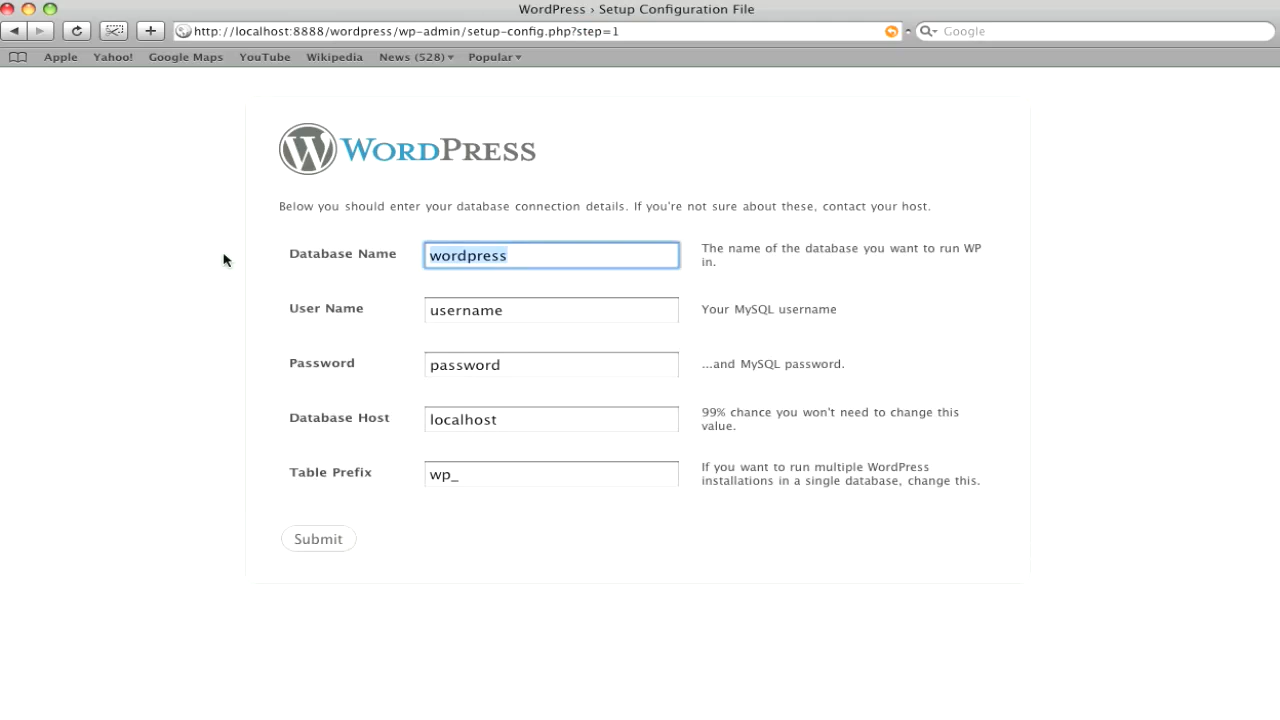 WordPress › Setup Configuration File
http://localhost:8888/wordpress/wp-admin/setup-config.php?step=1
Google
Apple Yahoo! Google Maps YouTube Wikipedia News (528) Popular
WORDPRESS
Below you should enter your database connection details. If you're not sure about these, contact your host.
Database Name
wordpress
The name of the database you want to run WP
in.
User Name
username
Your MySQL username
Password
password
...and MySQL password.
Database Host
localhost
99% chance you won't need to change this
value.
Table Prefix
wp_
If you want to run multiple WordPress
installations in a single database, change this.
Submit